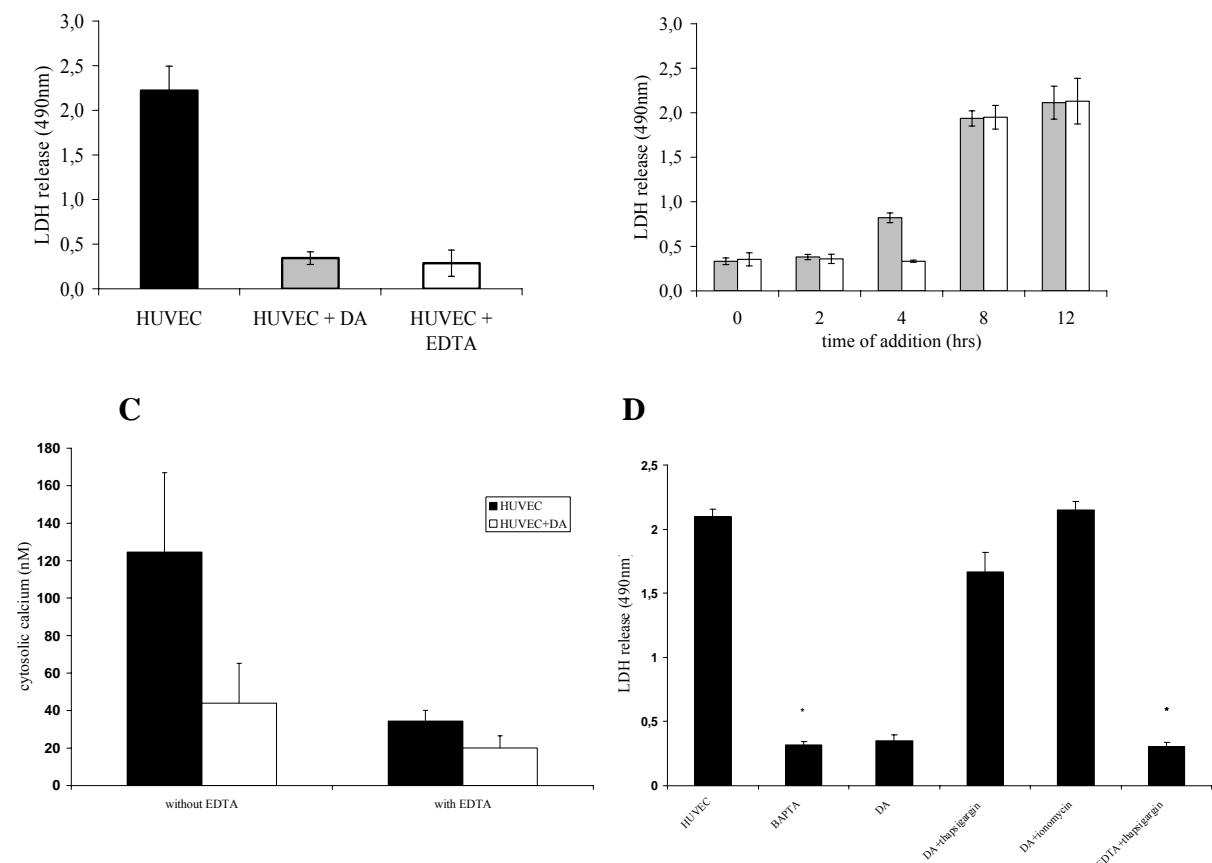 3,0
2,5
2,0
1,5
1,0
0,5
0,0
LDH release (490nm)
HUVEC
HUVEC + DA
HUVEC +
EDTA
3,0
2,5
2,0
1,5
1,0
0,5
0,0
LDH release (490nm)
0 2 4 8 12
time of addition (hrs)
C
180
160
140
120
100
80
60
40
20
0
cytosolic calcium (nM)
HUVEC
HUVEC+DA
without EDTA
with EDTA
D
2,5
2
1,5
1
0,5
0
LDH release (490nm)
*
*
HUVEC
BAPTA
DA
DA+thapsigargin
DA+ionomycin
EDTA+thapsigargin